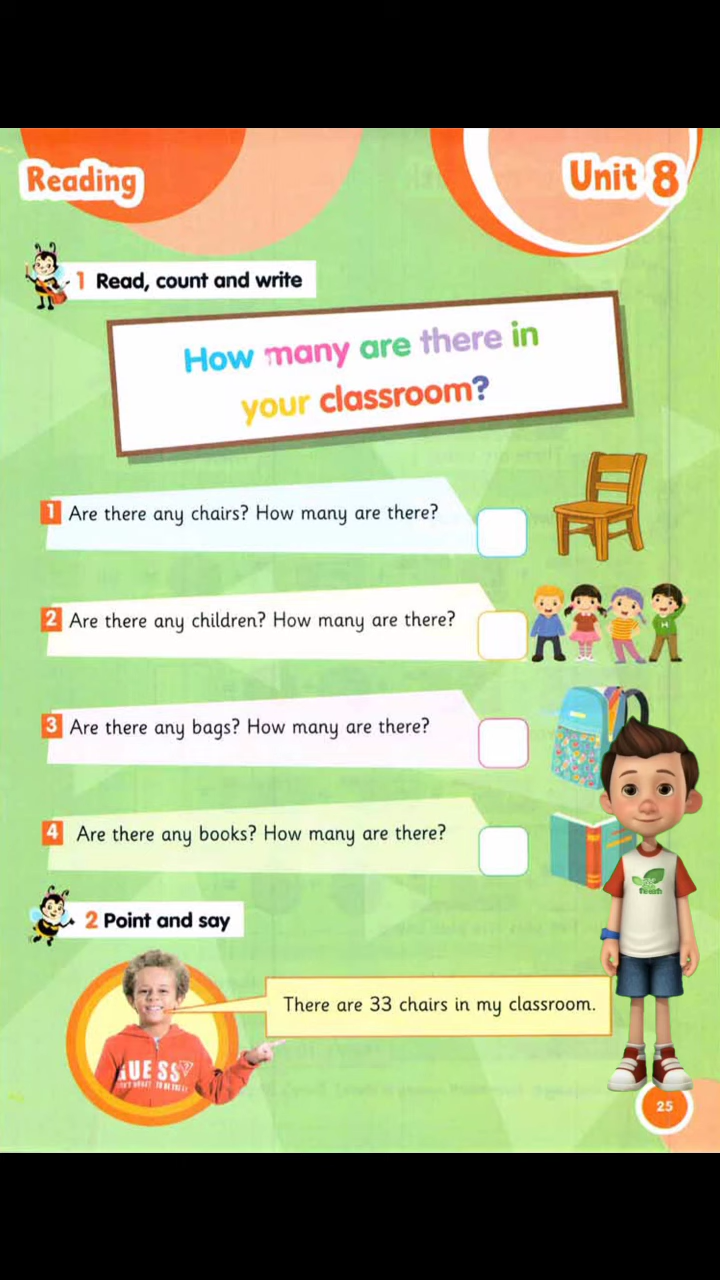 Reading
Unit 8
1 Read, count and write
How many are there in
your classroom?
1 Are there any chairs? How many are there?
2 Are there any children? How many are there?
3 Are there any bags? How many are there?
4 Are there any books? How many are there?
2 Point and say
There are 33 chairs in my classroom.
GUESS
25